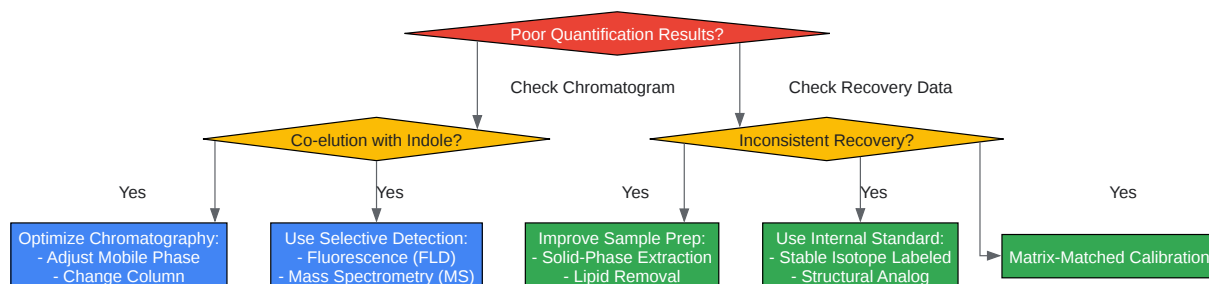 Poor Quantification Results?
Check Chromatogram
Check Recovery Data
Co-elution with Indole?
Inconsistent Recovery?
Yes
Yes
Yes
Yes
Yes
Optimize Chromatography:
- Adjust Mobile Phase
- Change Column
Use Selective Detection:
- Fluorescence (FLD)
- Mass Spectrometry (MS)
Improve Sample Prep:
- Solid-Phase Extraction
- Lipid Removal
Use Internal Standard:
- Stable Isotope Labeled
- Structural Analog
Matrix-Matched Calibration